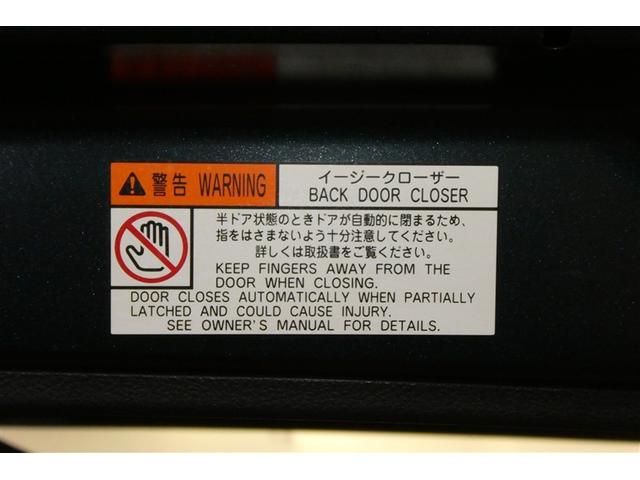 警告 WARNING
イージークローザー
BACK DOOR CLOSER
半ドア状態のときドアが自動的に閉まるため、
指をはさまないよう十分注意してください。
詳しくは取扱書をご覧ください。
KEEP FINGERS AWAY FROM THE
DOOR WHEN CLOSING.
DOOR CLOSES AUTOMATICALLY WHEN PARTIALLY
LATCHED AND COULD CAUSE INJURY.
SEE OWNER'S MANUAL FOR DETAILS.